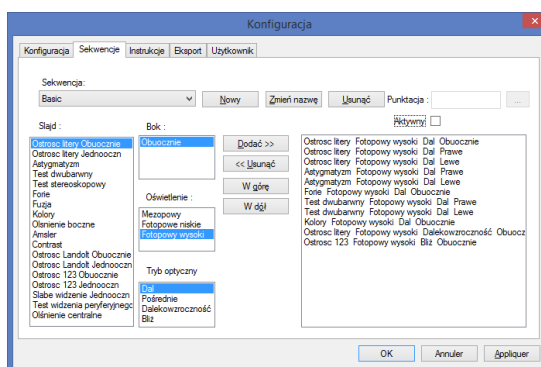 Konfiguracja
Konfiguracja Sekwencje Instrukcje Eksport Użytkownik
Sekwencja:
Basic Nowy Zmień nazwę Usunąć Punktacja : ...
Aktywny
Slajd :
Ostrosc litery Obuocznie
Ostrosc litery Jednooczn
Astygmatyzm
Test dwubarwny
Test stereoskopowy
Forie
Fuzja
Kolory
Olsnienie boczne
Amsler
Contrast
Ostrosc Landolt Obuocznie
Ostrosc Landolt Jednooczn
Ostrosc 123 Obuocznie
Ostrosc 123 Jednooczn
Slabe widzenie Jednooczn
Test widzenia peryferyjnegc
Olśnienie centralne
Bok :
Obuocznie
Oświetlenie :
Mezopowy
Fotopowe niskie
Fotopowy wysoki
Tryb optyczny
Dal
Pośrednie
Dalekowzroczność
Bliż
Dodać >>
<< Usunąć
W górę
W dół
Ostrosc litery Fotopowy wysoki Dal Obuocznie
Ostrosc litery Fotopowy wysoki Dal Prawe
Ostrosc litery Fotopowy wysoki Dal Lewe
Astygmatyzm Fotopowy wysoki Dal Prawe
Astygmatyzm Fotopowy wysoki Dal Lewe
Forie Fotopowy wysoki Dal Obuocznie
Test dwubarwny Fotopowy wysoki Dal Prawe
Test dwubarwny Fotopowy wysoki Dal Lewe
Kolory Fotopowy wysoki Dal Obuocznie
Ostrosc litery Fotopowy wysoki Dalekowzroczność Obuocz
Ostrosc 123 Fotopowy wysoki Bliż Obuocznie
OK Annuler Appliquer